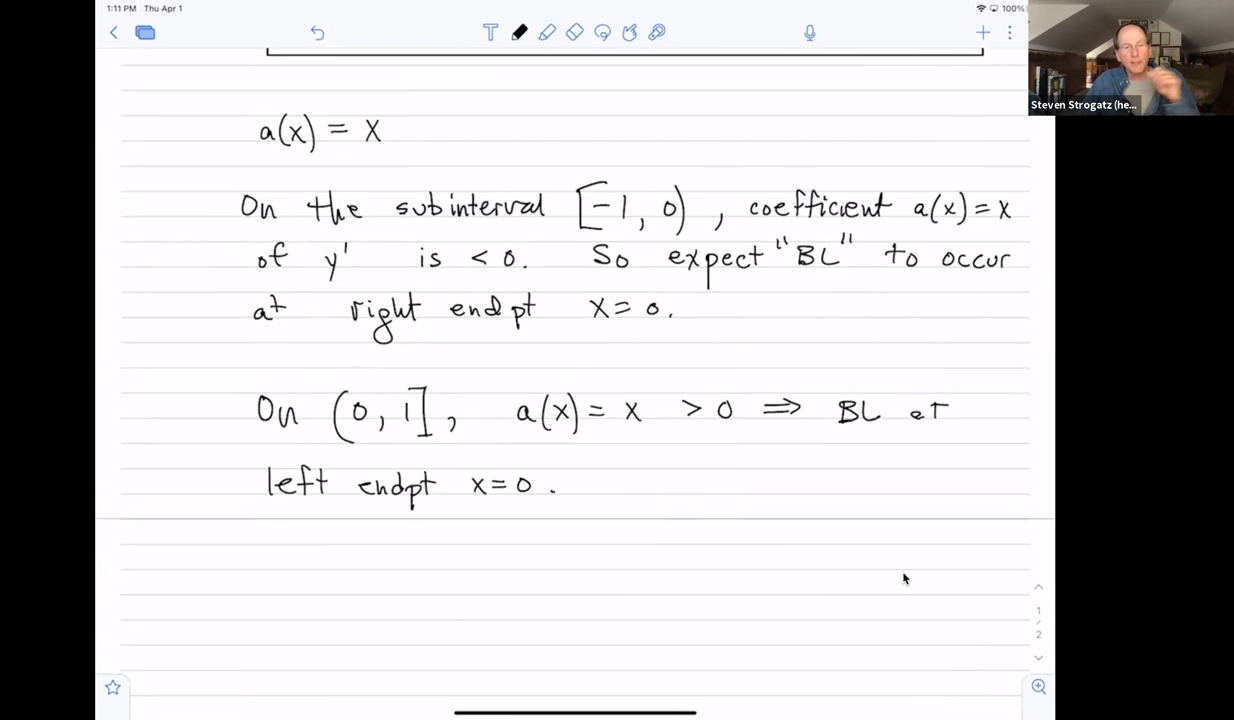 1:11 PM Thu Apr 1
100%
T
Steven Strogatz (he...
a(x) = x
On the subinterval [-1, 0), coefficient a(x) = x
of y' is < 0. So expect "BL" to occur
at right endpt x = 0.
On (0, 1], a(x) = x > 0 ⇒ BL at
left endpt x = 0.
1
/
2